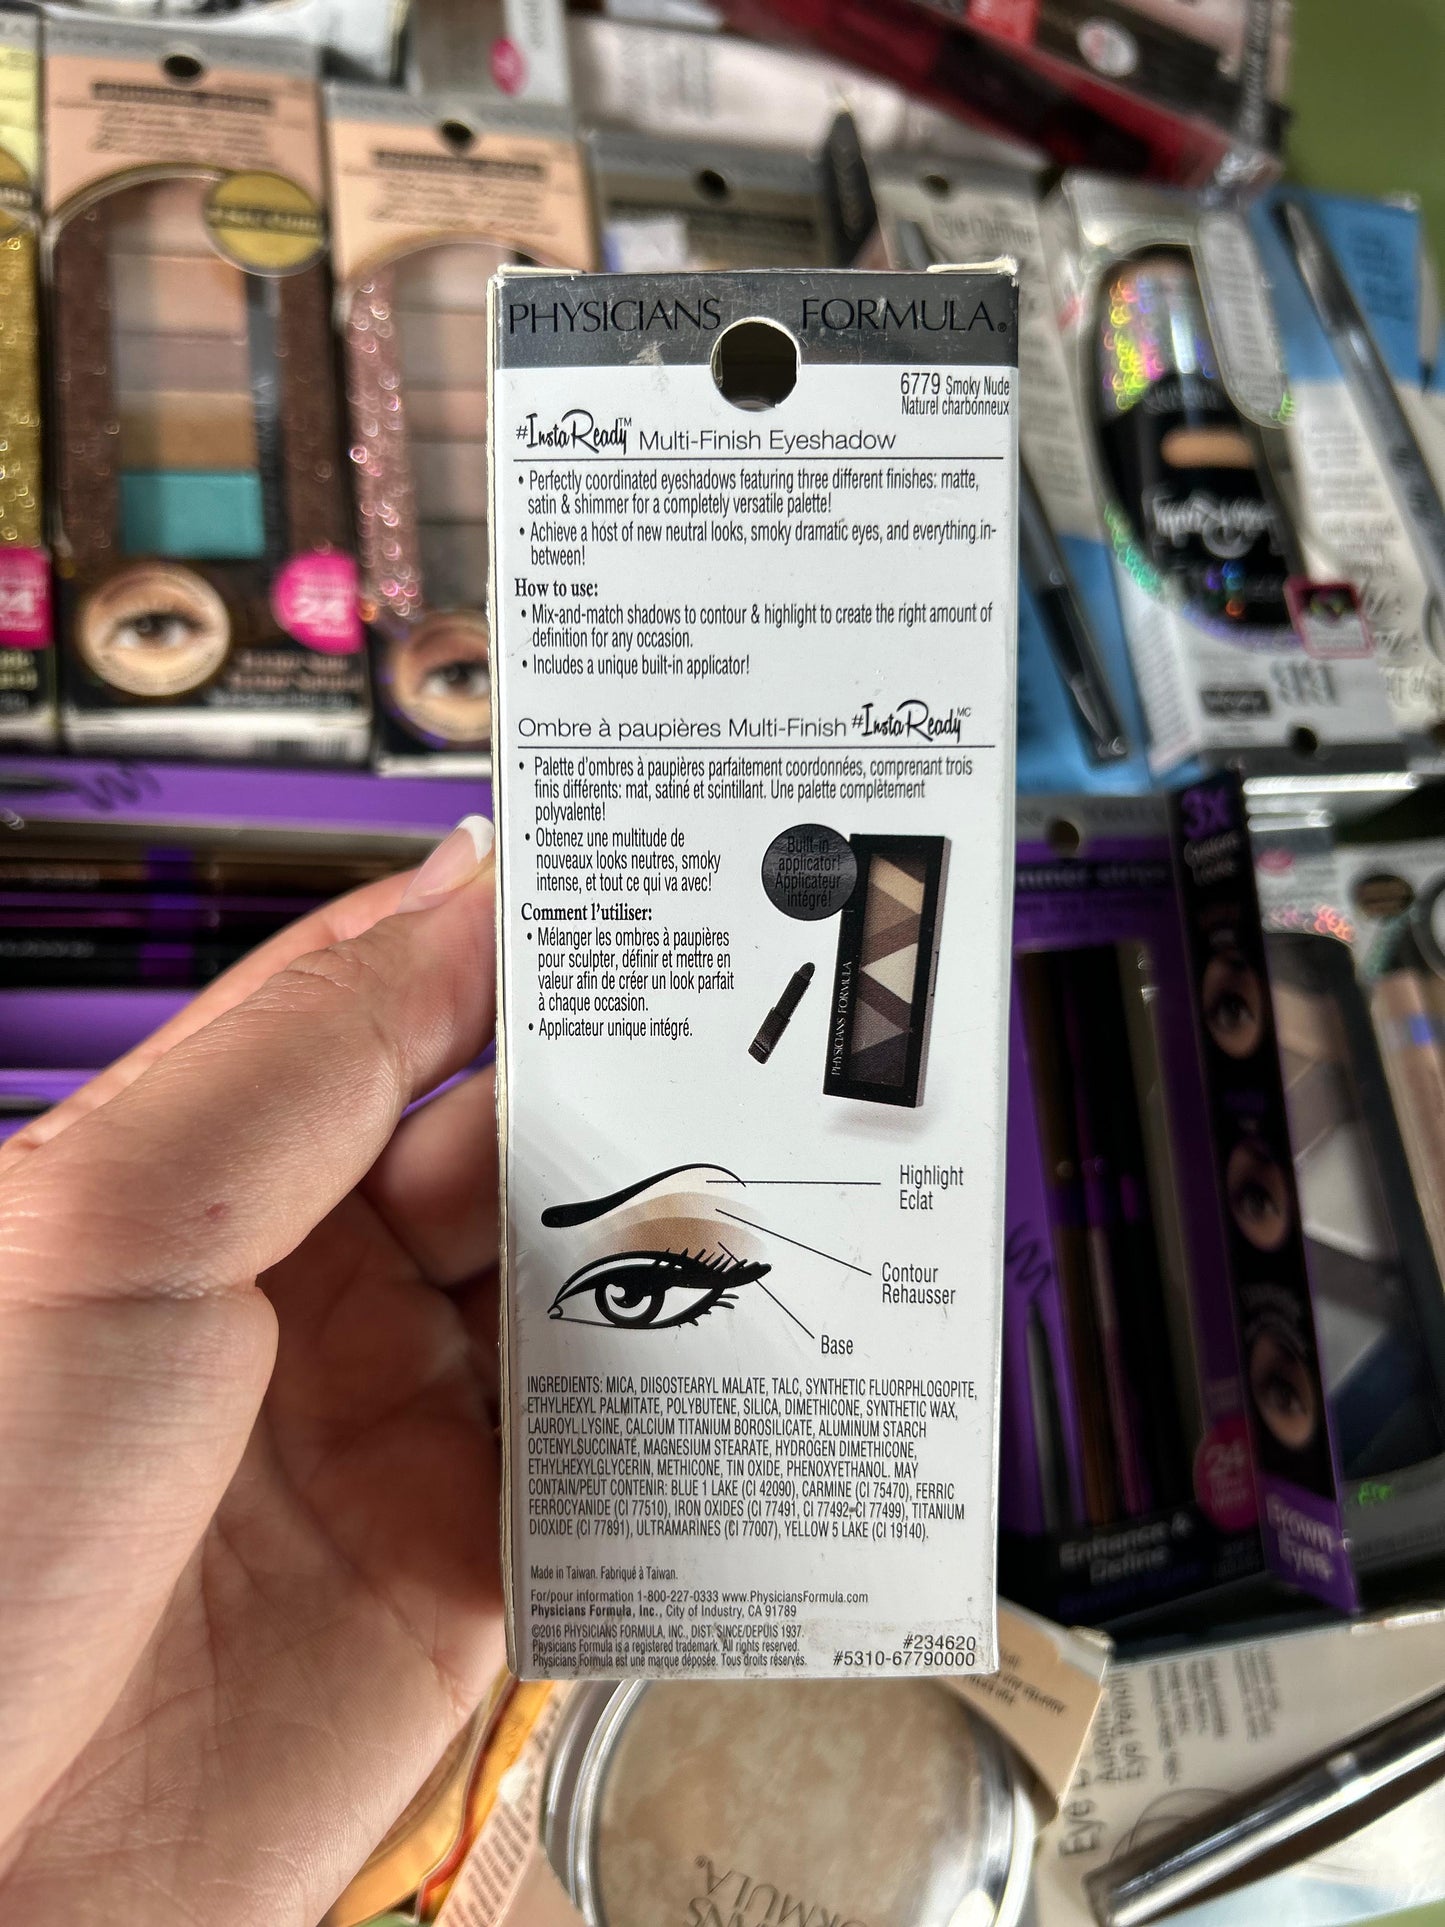 PHYSICIANS FORMULA®
6779 Smoky Nude
Naturel charbonneux
#InstaReady™ Multi-Finish Eyeshadow
• Perfectly coordinated eyeshadows featuring three different finishes: matte,
satin & shimmer for a completely versatile palette!
• Achieve a host of new neutral looks, smoky dramatic eyes, and everything in-
between!
How to use:
• Mix-and-match shadows to contour & highlight to create the right amount of
definition for any occasion.
• Includes a unique built-in applicator!
Ombre à paupières Multi-Finish #InstaReady MC
• Palette d'ombres à paupières parfaitement coordonnées, comprenant trois
finis différents: mat, satiné et scintillant. Une palette complètement
polyvalente!
• Obtenez une multitude de
nouveaux looks neutres, smoky
intense, et tout ce qui va avec!
Comment l'utiliser:
• Mélanger les ombres à paupières
pour sculpter, définir et mettre en
valeur afin de créer un look parfait
à chaque occasion.
• Applicateur unique intégré.
Built-in
applicator!
Applicateur
intégré!
PHYSICIANS FORMULA
Highlight
Eclat
Contour
Rehausser
Base
INGREDIENTS: MICA, DIISOSTEARYL MALATE, TALC, SYNTHETIC FLUORPHLOGOPITE,
ETHYLHEXYL PALMITATE, POLYBUTENE, SILICA, DIMETHICONE, SYNTHETIC WAX,
LAUROYL LYSINE, CALCIUM TITANIUM BOROSILICATE, ALUMINUM STARCH
OCTENYLSUCCINATE, MAGNESIUM STEARATE, HYDROGEN DIMETHICONE,
ETHYLHEXYLGLYCERIN, METHICONE, TIN OXIDE, PHENOXYETHANOL. MAY
CONTAIN/PEUT CONTENIR: BLUE 1 LAKE (CI 42090), CARMINE (CI 75470), FERRIC
FERROCYANIDE (CI 77510), IRON OXIDES (CI 77491, CI 77492, CI 77499), TITANIUM
DIOXIDE (CI 77891), ULTRAMARINES (CI 77007), YELLOW 5 LAKE (CI 19140).
Made in Taiwan. Fabriqué à Taiwan.
For/pour information 1-800-227-0333 www.PhysiciansFormula.com
Physicians Formula, Inc., City of Industry, CA 91789
©2016 PHYSICIANS FORMULA, INC., DIST. SINCE/DEPUIS 1937.
Physicians Formula is a registered trademark. All rights reserved.
Physicians Formula est une marque déposée. Tous droits réservés.
#234620
#5310-67790000
3x
24
Enhance &
Define
Brown
Eyes